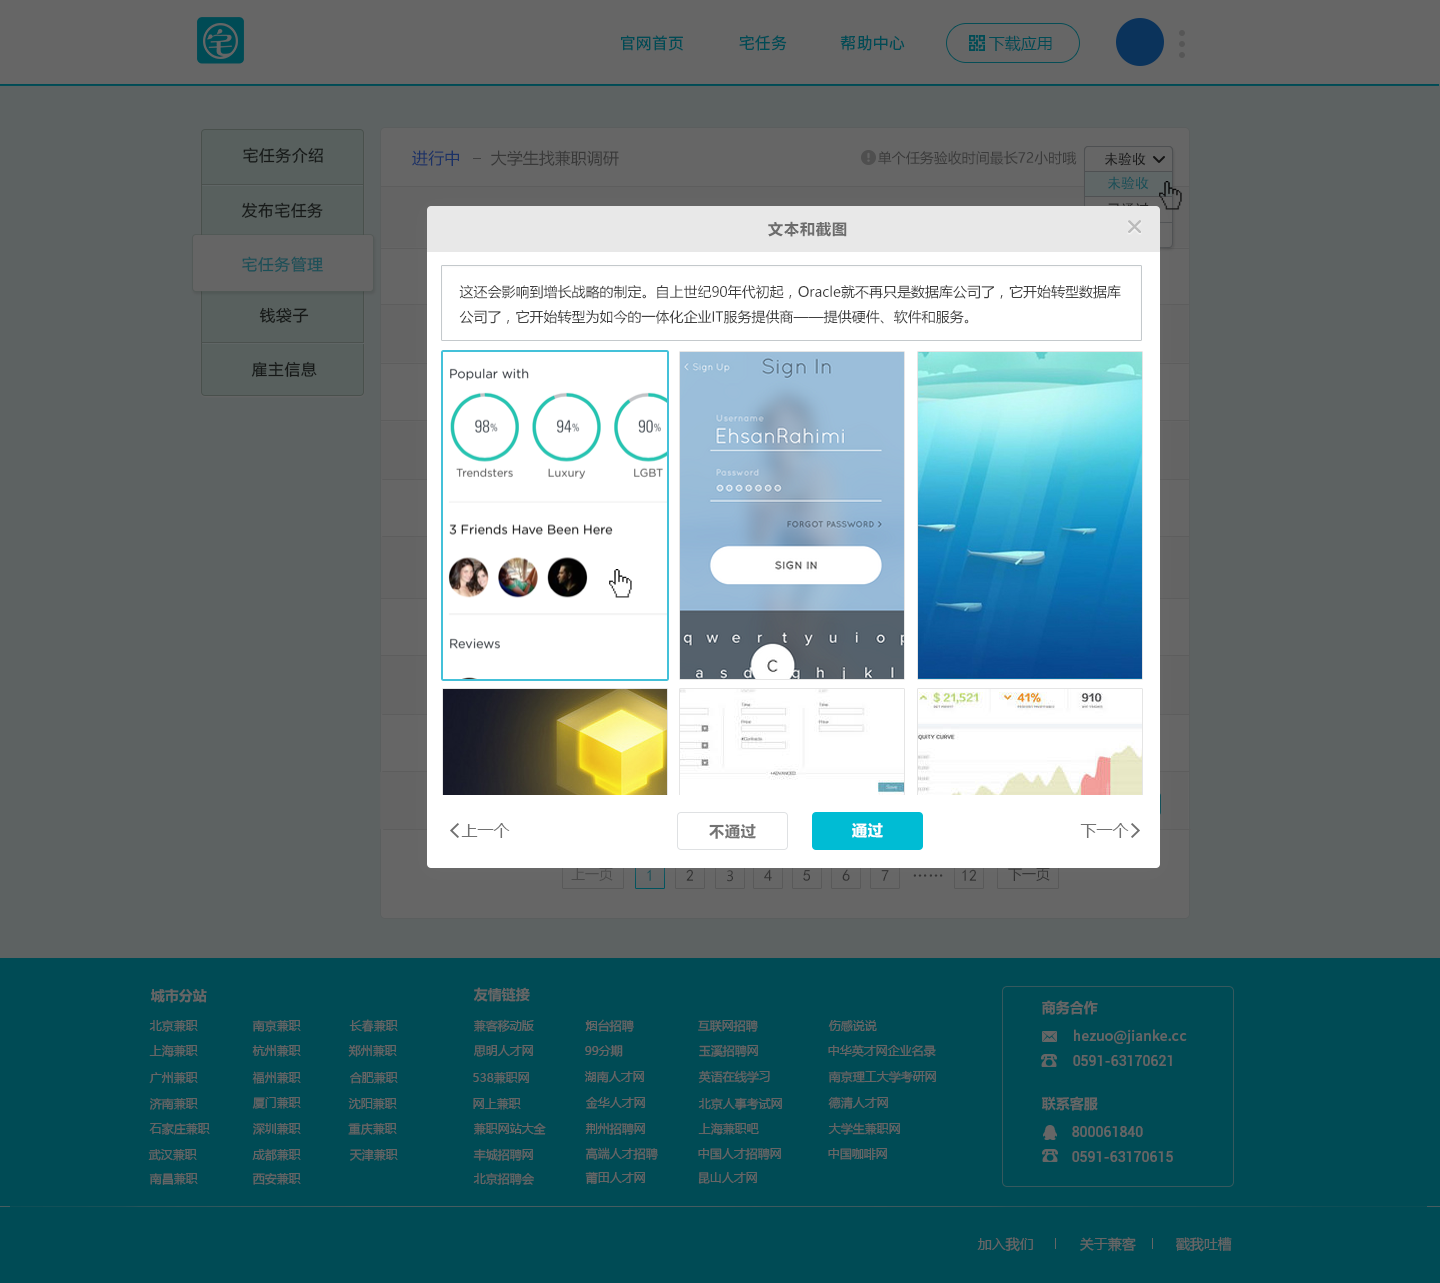 宅
官网首页
宅任务
帮助中心
下载应用
宅任务介绍
发布宅任务
宅任务管理
钱袋子
雇主信息
进行中 – 大学生找兼职调研
单个任务验收时间最长72小时哦
未验收
未验收
文本和截图
这还会影响到增长战略的制定。自上世纪90年代初起，Oracle就不再只是数据库公司了，它开始转型数据库
公司了，它开始转型为如今的一体化企业IT服务提供商——提供硬件、软件和服务。
Popular with
98%
94%
90%
Trendsters
Luxury
LGBT
3 Friends Have Been Here
Reviews
Sign Up
Sign In
Username
EhsanRahimi
Password
FORGOT PASSWORD
SIGN IN
q w e r t y u i o p
a s d g h j k l
C
Title
Price
#Contracts
+ADVANCED
Save
Title
Price
$ 21,521
41%
910
EQUITY CURVE
上一个
不通过
通过
下一个
上一页 1 2 3 4 5 6 7 …… 12 下一页
城市分站
北京兼职 南京兼职 长春兼职
上海兼职 杭州兼职 郑州兼职
广州兼职 福州兼职 合肥兼职
济南兼职 厦门兼职 沈阳兼职
石家庄兼职 深圳兼职 重庆兼职
武汉兼职 成都兼职 天津兼职
南昌兼职 西安兼职
友情链接
兼客移动版 烟台招聘 互联网招聘 伤感说说
思明人才网 99分期 玉溪招聘网 中华英才网企业名录
538兼职网 湖南人才网 英语在线学习 南京理工大学考研网
网上兼职 金华人才网 北京人事考试网 德清人才网
兼职网站大全 荆州招聘网 上海兼职吧 大学生兼职网
丰城招聘网 高端人才招聘 中国人才招聘网 中国咖啡网
北京招聘会 莆田人才网 昆山人才网
商务合作
hezuo@jianke.cc
0591-63170621
联系客服
800061840
0591-63170615
加入我们 | 关于兼客 | 戳我吐槽